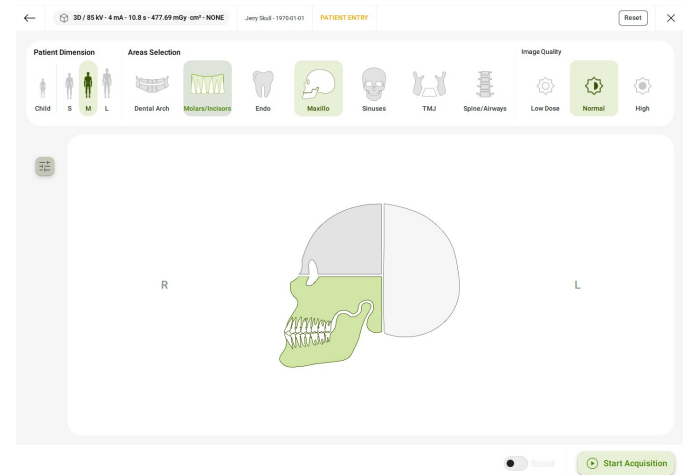 3D / 85 kV - 4 mA - 10.8 s - 477.69 mGy · cm² - NONE
Jerry Skull - 1970-01-01
PATIENT ENTRY
Reset
Patient Dimension
Areas Selection
Image Quality
Child
S
M
L
Dental Arch
Molars/Incisors
Endo
Maxillo
Sinuses
TMJ
Spine/Airways
Low Dose
Normal
High
R
L
Scout
Start Acquisition